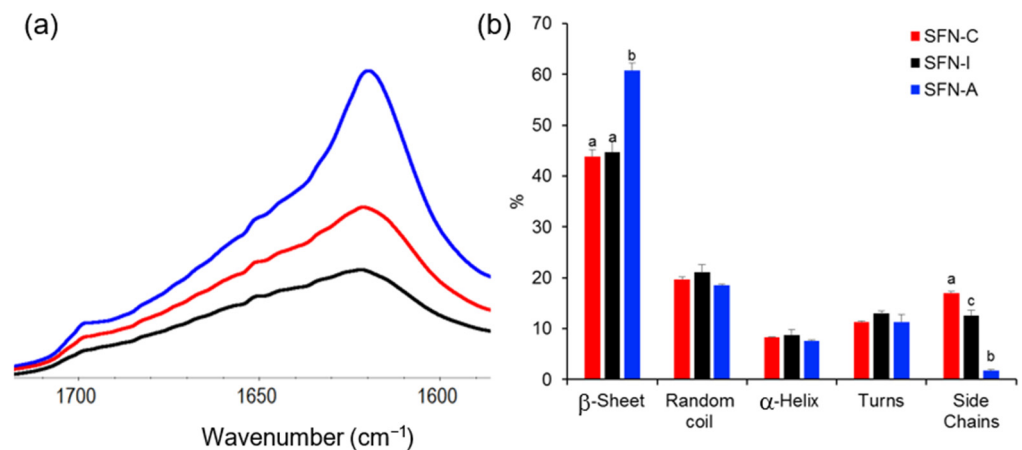 (a)
1700
1650
1600
Wavenumber (cm⁻¹)
(b)
%
70
60
50
40
30
20
10
0
SFN-C
SFN-I
SFN-A
a
a
b
a
c
b
β-Sheet
Random
coil
α-Helix
Turns
Side
Chains